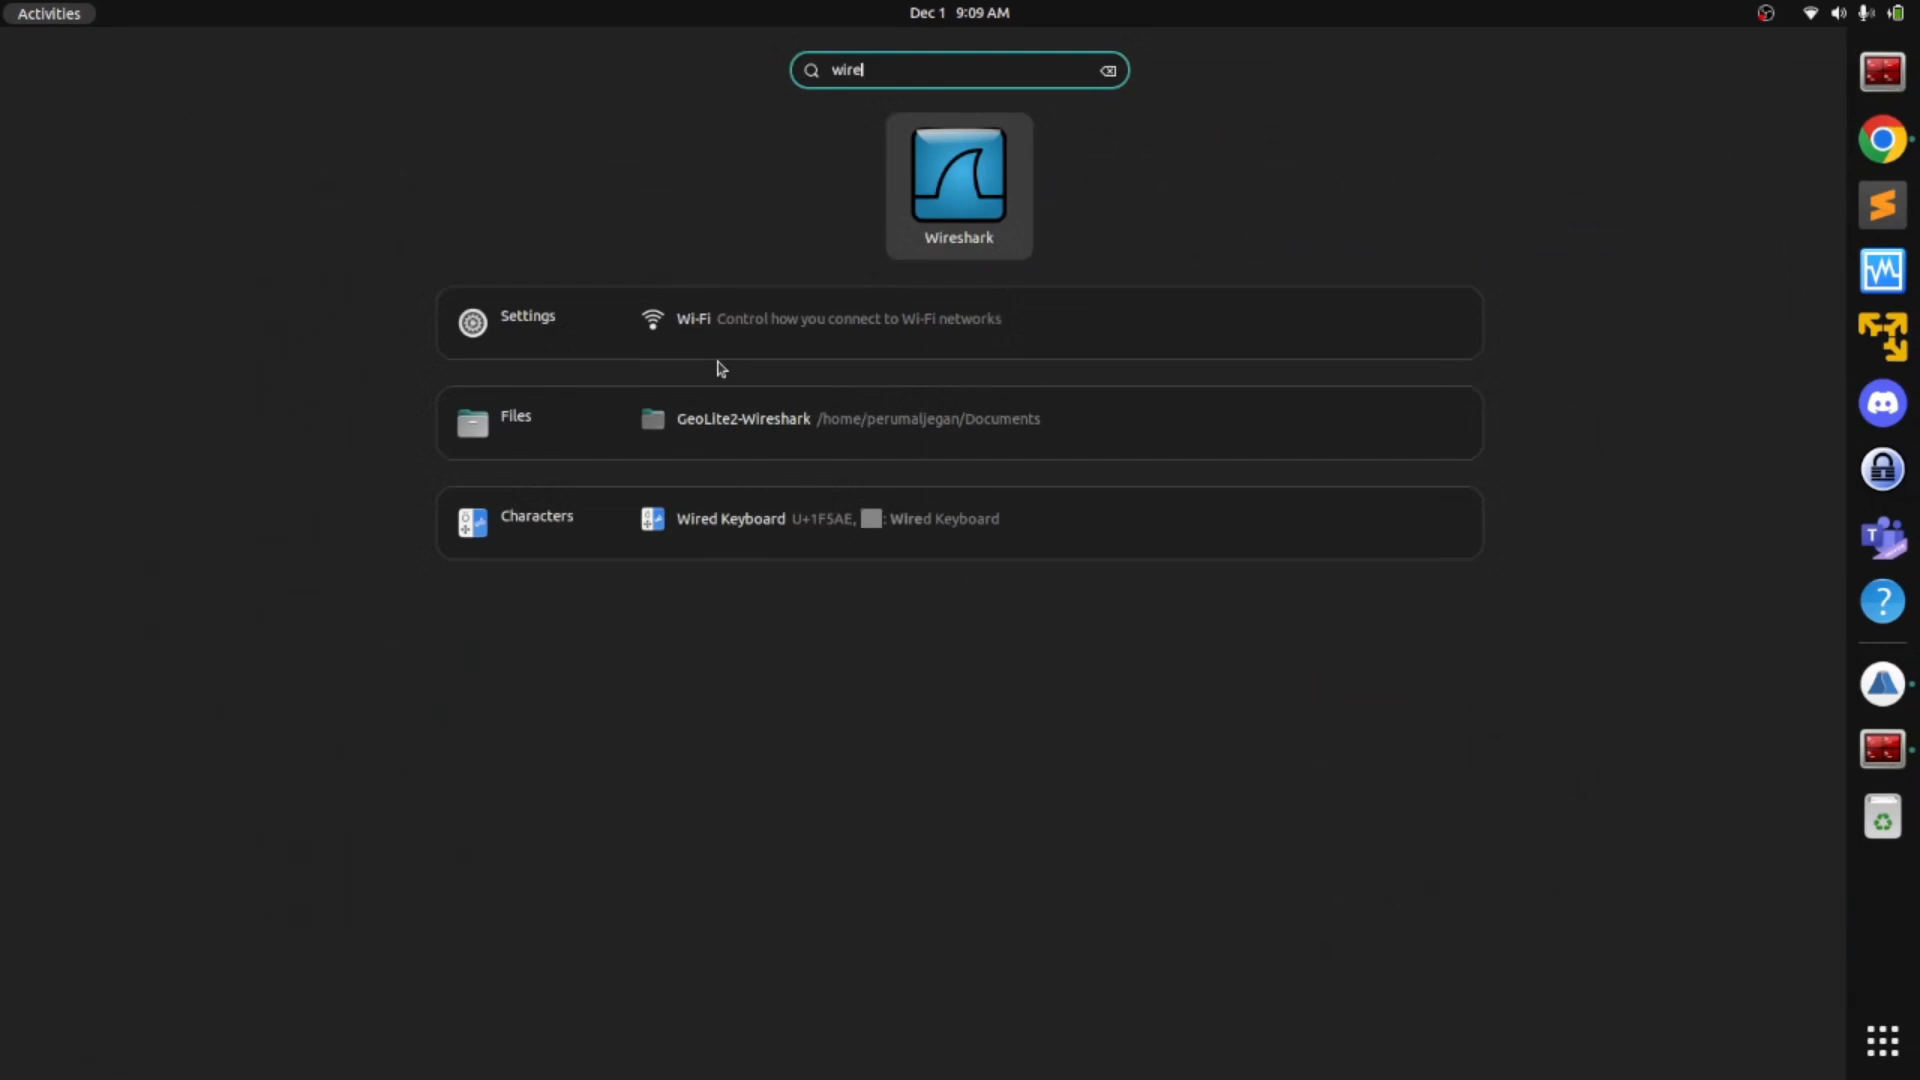 Activities
Dec 1 9:09 AM
wire
Wireshark
Settings
Wi-Fi Control how you connect to Wi-Fi networks
Files
GeoLite2-Wireshark /home/perumaljegan/Documents
Characters
Wired Keyboard U+1F5AE, : Wired Keyboard
T
?